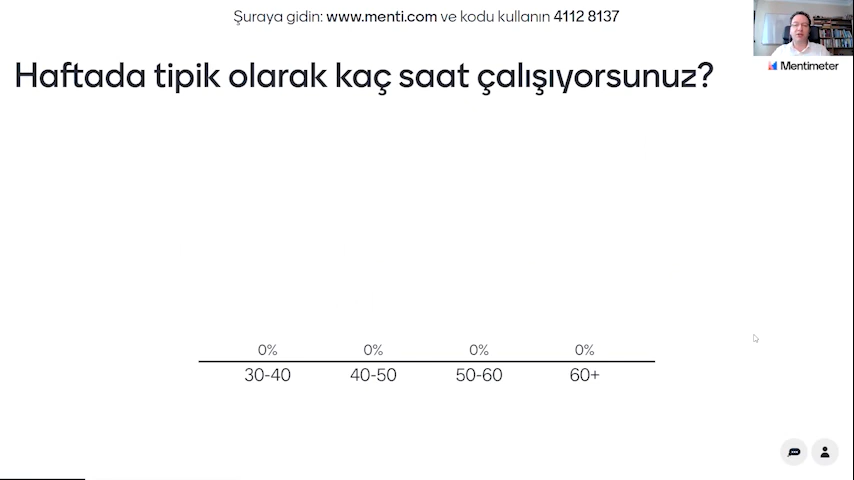 Şuraya gidin: www.menti.com ve kodu kullanın 4112 8137
Mentimeter
Haftada tipik olarak kaç saat çalışıyorsunuz?
0% 0% 0% 0%
30-40 40-50 50-60 60+